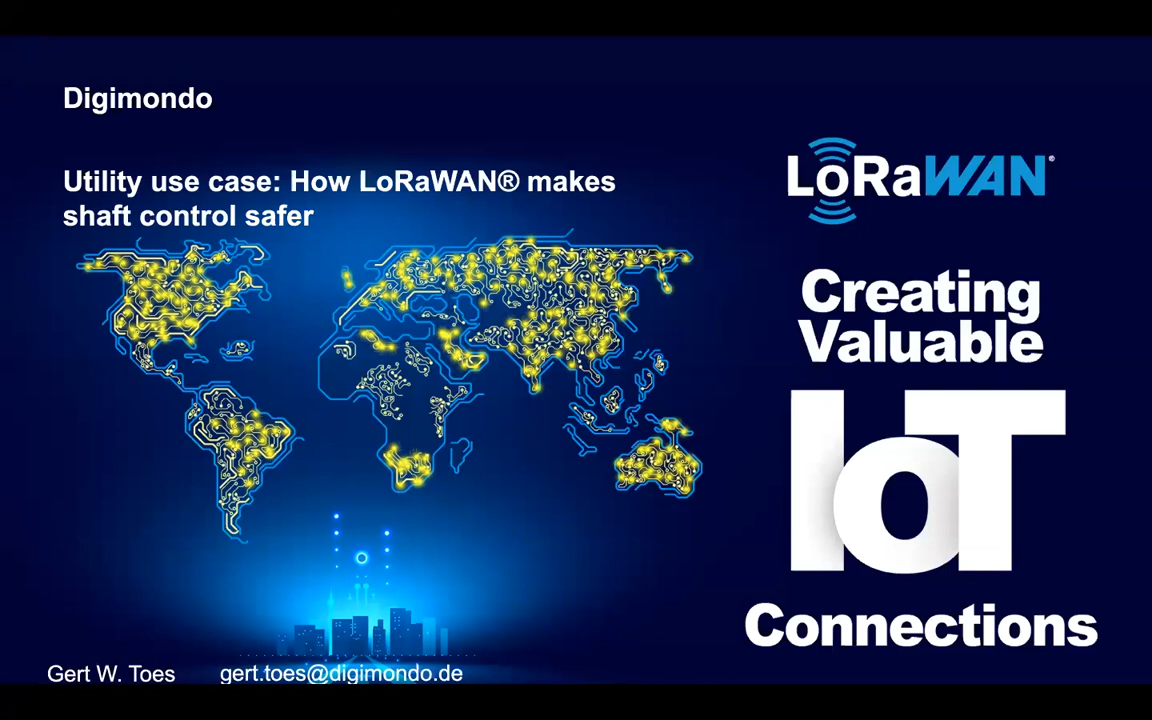 Digimondo
Utility use case: How LoRaWAN® makes
shaft control safer
LoRaWAN®
Creating
Valuable
IoT
Connections
Gert W. Toes
gert.toes@digimondo.de